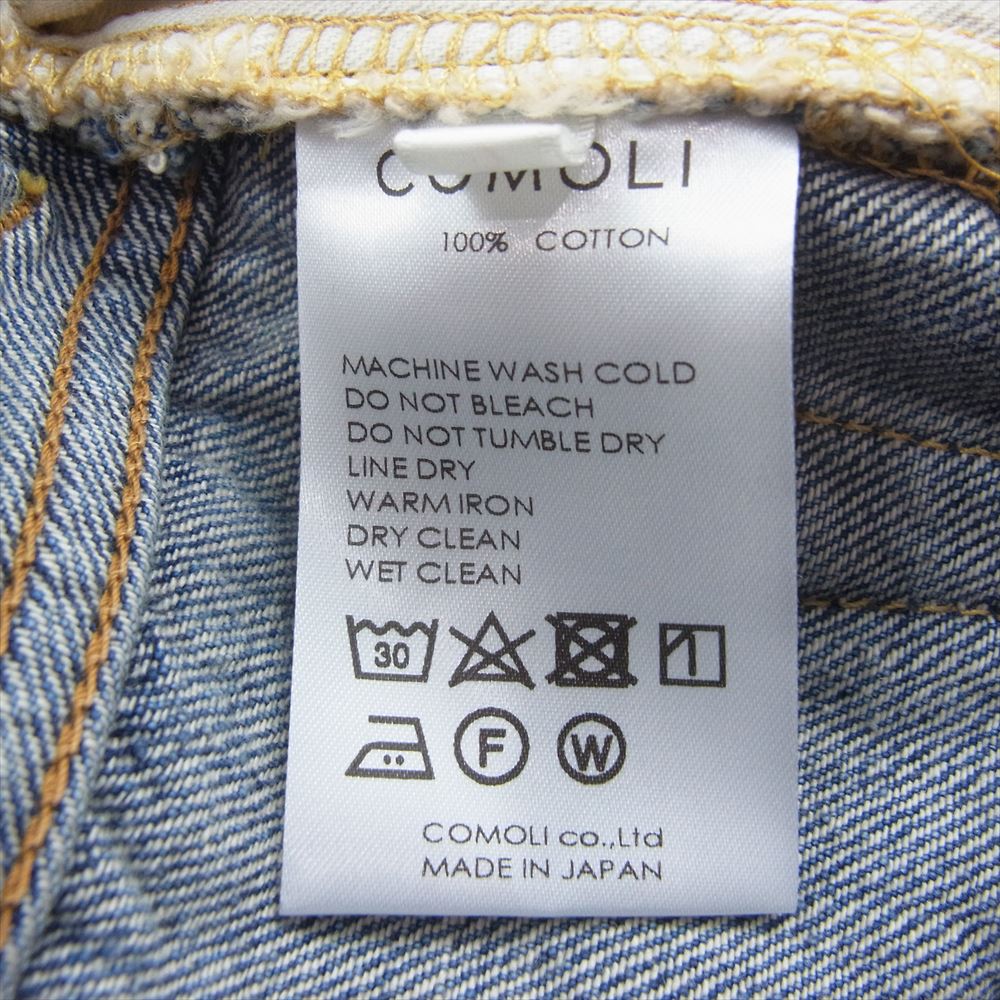 COMOLI
100% COTTON
MACHINE WASH COLD
DO NOT BLEACH
DO NOT TUMBLE DRY
LINE DRY
WARM IRON
DRY CLEAN
WET CLEAN
30
F W
COMOLI co.,Ltd
MADE IN JAPAN